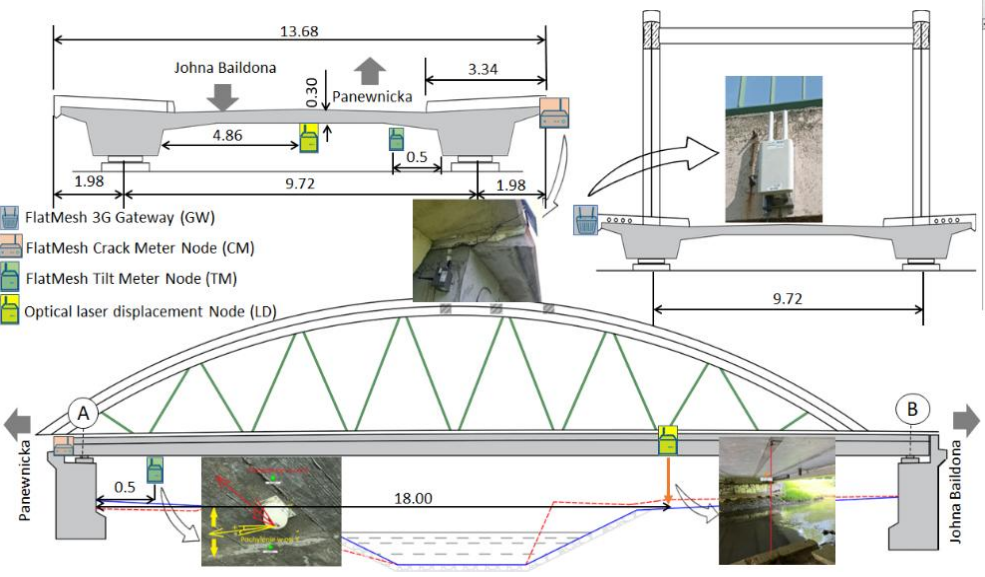 13.68
Johna Baildona
3.34
0.30
Panewnicka
4.86
0.5
1.98
9.72
1.98
FlatMesh 3G Gateway (GW)
FlatMesh Crack Meter Node (CM)
FlatMesh Tilt Meter Node (TM)
Optical laser displacement Node (LD)
9.72
A
B
Panewnicka
0.5
18.00
Johna Baildona